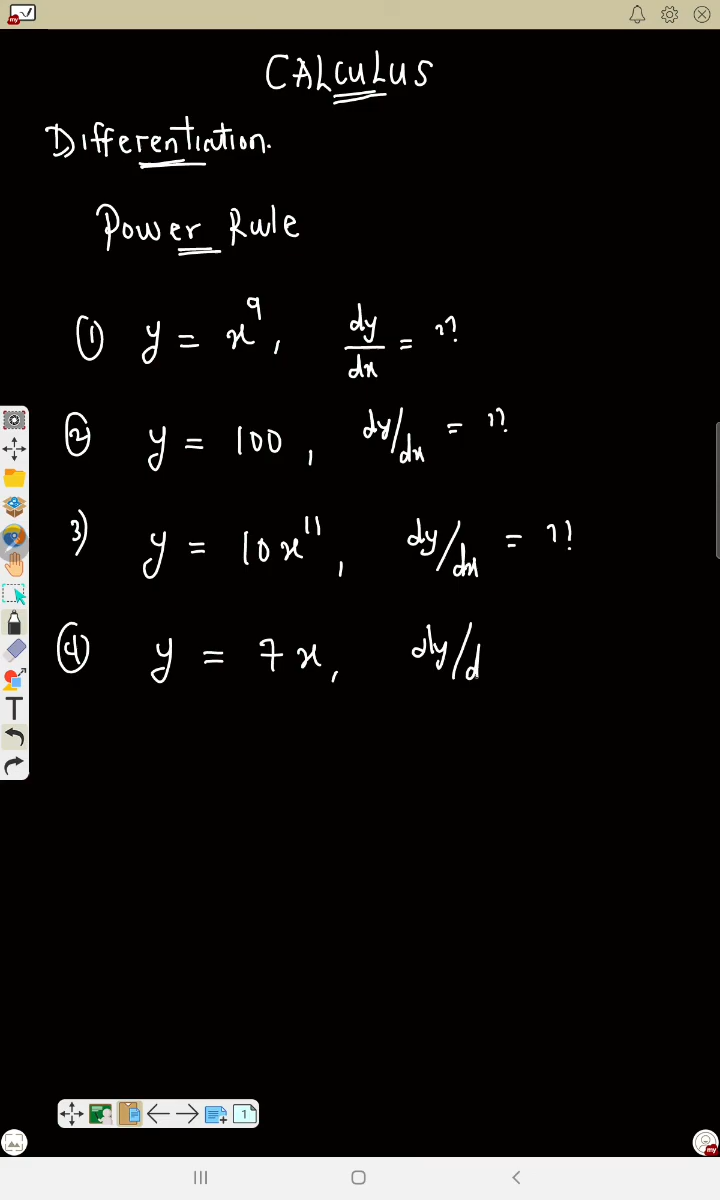 CALCULUS
Differentiation.
Power Rule
① y = x⁹, dy/dx = ??
② y = 100, dy/dx = ??
3) y = 10x¹¹, dy/dx = ??
④ y = 7x, dy/d
T
1